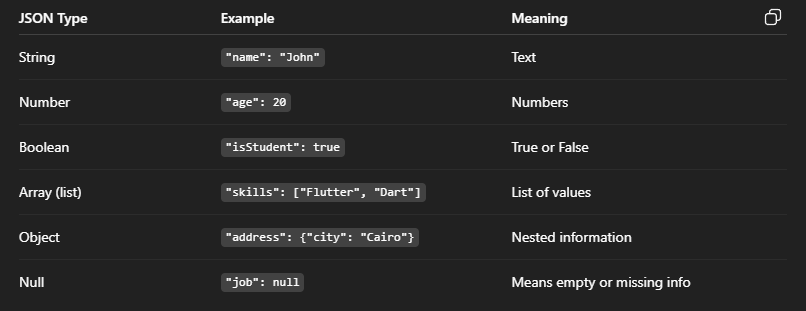 JSON Type Example Meaning
String "name": "John" Text
Number "age": 20 Numbers
Boolean "isStudent": true True or False
Array (list) "skills": ["Flutter", "Dart"] List of values
Object "address": {"city": "Cairo"} Nested information
Null "job": null Means empty or missing info